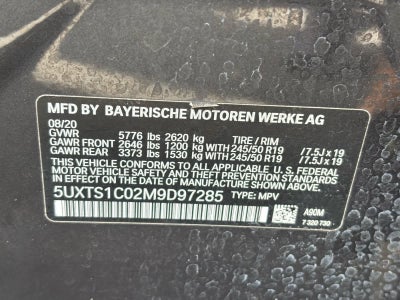 MFD BY BAYERISCHE MOTOREN WERKE AG
08/20
GVWR 5776 lbs 2620 kg TIRE / RIM
GAWR FRONT 2646 lbs 1200 kg WITH 245/50 R19 /7.5J x 19
GAWR REAR 3373 lbs 1530 kg WITH 245/50 R19 /7.5J x 19
THIS VEHICLE CONFORMS TO ALL APPLICABLE U.S. FEDERAL
MOTOR VEHICLE SAFETY, BUMPER, AND THEFT PREVENTION
STANDARDS IN EFFECT ON THE DATE OF MANUFACTURE SHOWN ABOVE.
5UXTS1C02M9D97285 TYPE: MPV
A90M
7 320 730